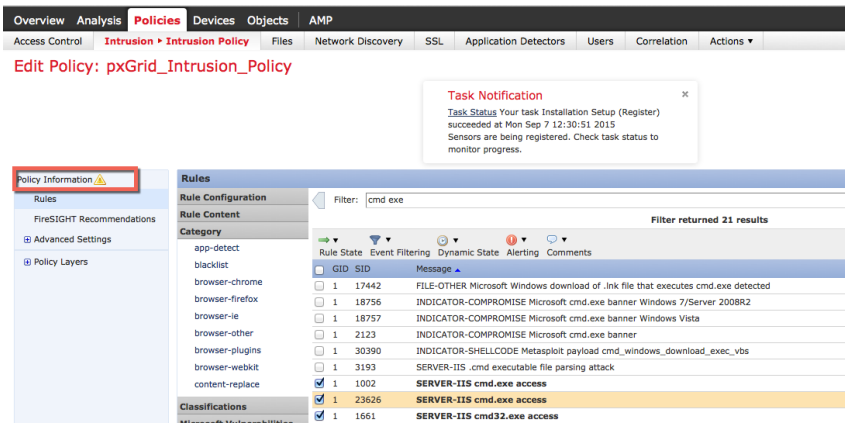 Overview Analysis Policies Devices Objects AMP
Access Control Intrusion ▸ Intrusion Policy Files Network Discovery SSL Application Detectors Users Correlation Actions ▼
Edit Policy: pxGrid_Intrusion_Policy
Task Notification ×
Task Status Your task Installation Setup (Register)
succeeded at Mon Sep 7 12:30:51 2015
Sensors are being registered. Check task status to
monitor progress.
Policy Information
Rules
FireSIGHT Recommendations
Advanced Settings
Policy Layers
Rules
Rule Configuration
Rule Content
Category
app-detect
blacklist
browser-chrome
browser-firefox
browser-ie
browser-other
browser-plugins
browser-webkit
content-replace
Classifications
Microsoft Vulnerabilities
Filter: cmd exe
Filter returned 21 results
Rule State Event Filtering Dynamic State Alerting Comments
GID SID Message
1 17442 FILE-OTHER Microsoft Windows download of .lnk file that executes cmd.exe detected
1 18756 INDICATOR-COMPROMISE Microsoft cmd.exe banner Windows 7/Server 2008R2
1 18757 INDICATOR-COMPROMISE Microsoft cmd.exe banner Windows Vista
1 2123 INDICATOR-COMPROMISE Microsoft cmd.exe banner
1 30390 INDICATOR-SHELLCODE Metasploit payload cmd_windows_download_exec_vbs
1 3193 SERVER-IIS .cmd executable file parsing attack
1 1002 SERVER-IIS cmd.exe access
1 23626 SERVER-IIS cmd.exe access
1 1661 SERVER-IIS cmd32.exe access